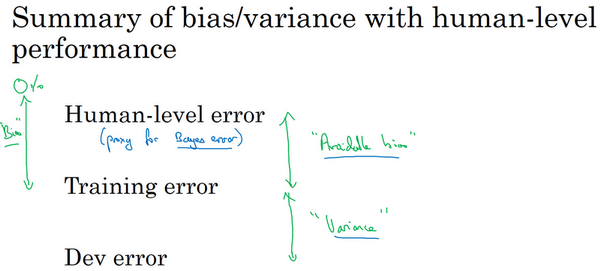 Summary of bias/variance with human-level
performance
0%
Human-level error
(proxy for Bayes error)
"Bias"
"Avoidable bias"
Training error
"Variance"
Dev error